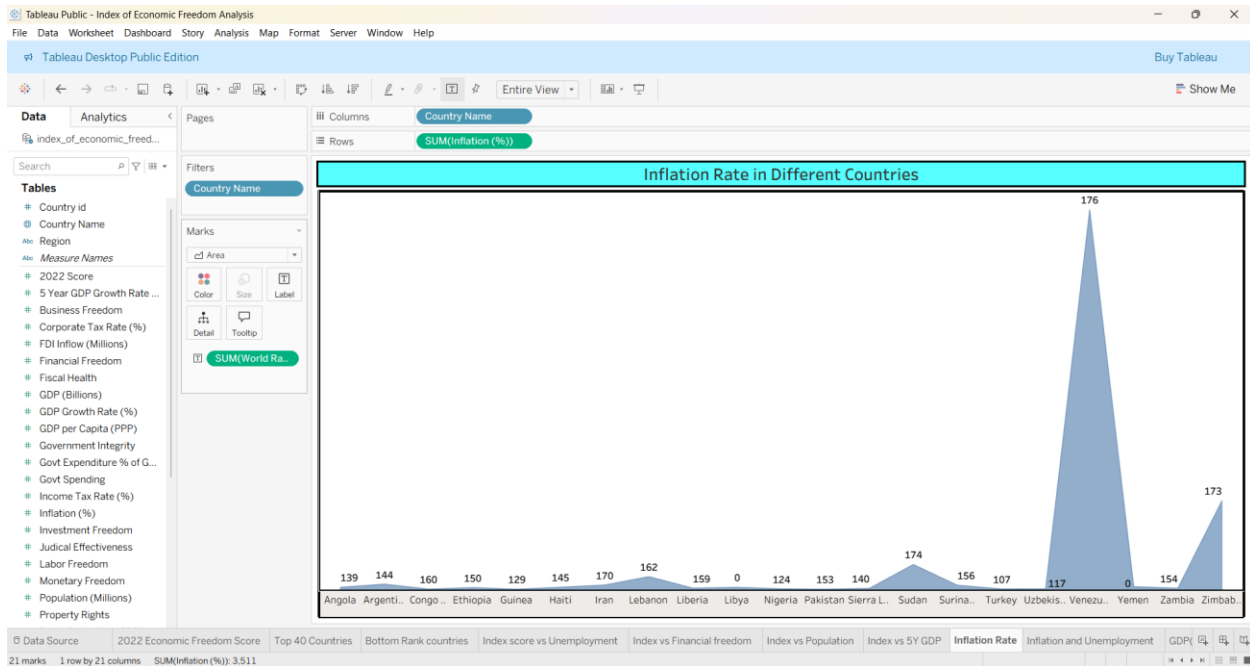 Tableau Public - Index of Economic Freedom Analysis
File Data Worksheet Dashboard Story Analysis Map Format Server Window Help
Tableau Desktop Public Edition
Buy Tableau
Entire View
Show Me
Data Analytics
index_of_economic_freed...
Search
Tables
Country id
Country Name
Abc Region
Abc Measure Names
2022 Score
5 Year GDP Growth Rate ...
Business Freedom
Corporate Tax Rate (%)
FDI Inflow (Millions)
Financial Freedom
Fiscal Health
GDP (Billions)
GDP Growth Rate (%)
GDP per Capita (PPP)
Government Integrity
Govt Expenditure % of G...
Govt Spending
Income Tax Rate (%)
Inflation (%)
Investment Freedom
Judical Effectiveness
Labor Freedom
Monetary Freedom
Population (Millions)
Property Rights
Pages
Filters
Country Name
Marks
Area
Color Size Label
Detail Tooltip
SUM(World Ra..
Columns Country Name
Rows SUM(Inflation (%))
Inflation Rate in Different Countries
139 144 160 150 129 145 170 162 159 0 124 153 140 174 156 107 117 176 0 154 173
Angola Argenti.. Congo .. Ethiopia Guinea Haiti Iran Lebanon Liberia Libya Nigeria Pakistan Sierra L.. Sudan Surina.. Turkey Uzbekis.. Venezu.. Yemen Zambia Zimbab..
Data Source 2022 Economic Freedom Score Top 40 Countries Bottom Rank countries Index score vs Unemployment Index vs Financial freedom Index vs Population Index vs 5Y GDP Inflation Rate Inflation and Unemployment GDP(
21 marks 1 row by 21 columns SUM(Inflation (%)): 3,511